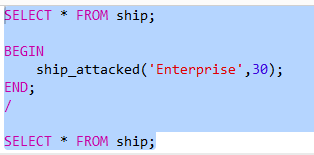 SELECT * FROM ship;
BEGIN
ship_attacked('Enterprise',30);
END;
/
SELECT * FROM ship;